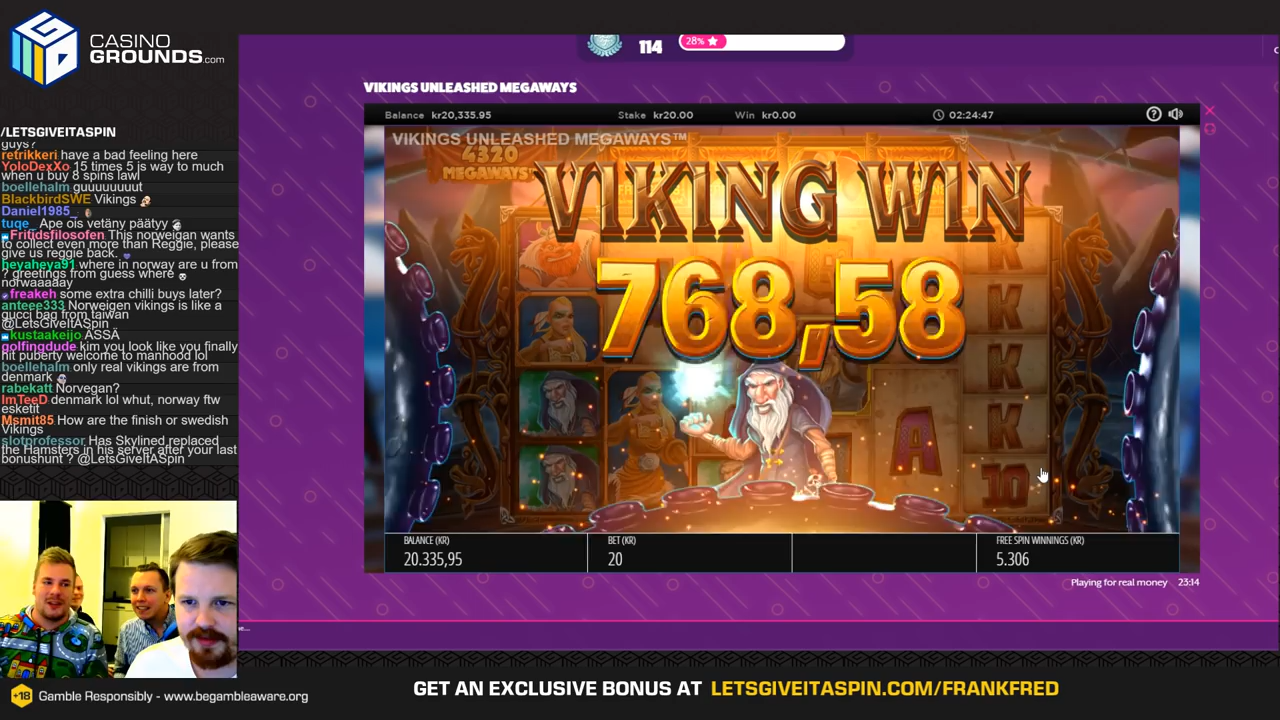 CASINO
GROUNDS.com
114
28%
VIKINGS UNLEASHED MEGAWAYS
Balance kr20,335.95
Stake kr20.00
Win kr0.00
02:24:47
VIKINGS UNLEASHED MEGAWAYS™
4320
MEGAWAYS
VIKING WIN
768,58
K
K
K
K
A
10
BALANCE (KR)
20.335,95
BET (KR)
20
FREE SPIN WINNINGS (KR)
5.306
Playing for real money 23:14
/LETSGIVEITASPIN
guys?
retrikkeri have a bad feeling here
YoloDexXo 15 times 5 is way to much
when u buy 8 spins lawl
boellehalm guuuuuuuut
BlackbirdSWE Vikings
Daniel1985_
tuge_ Ape ois vetäny päätyy
Fritidsfilosofen This norwegian wants
to collect even more than Reggie, please
give us reggie back.
heyaheya91 where in norway are u from
? greetings from guess where
ndrwaaaaay
freakeh some extra chilli buys later?
anteee333 Norweigen vikings is like a
gucci bag from taiwan
@LetsGiveItASpin
kustaakeijo ÄSSÄ
golfingdude kim you look like you finally
hit puberty welcome to manhood lol
boellehalm only real vikings are from
denmark
rabekatt Norvegan?
ImTeeD denmark lol whut, norway ftw
esketit
Msmit85 How are the finish or swedish
Vikings
slotprofessor Has Skylined replaced
the Hamsters in his server after your last
bonushunt ? @LetsGiveItASpin
+18 Gamble Responsibly - www.begambleaware.org
GET AN EXCLUSIVE BONUS AT LETSGIVEITASPIN.COM/FRANKFRED